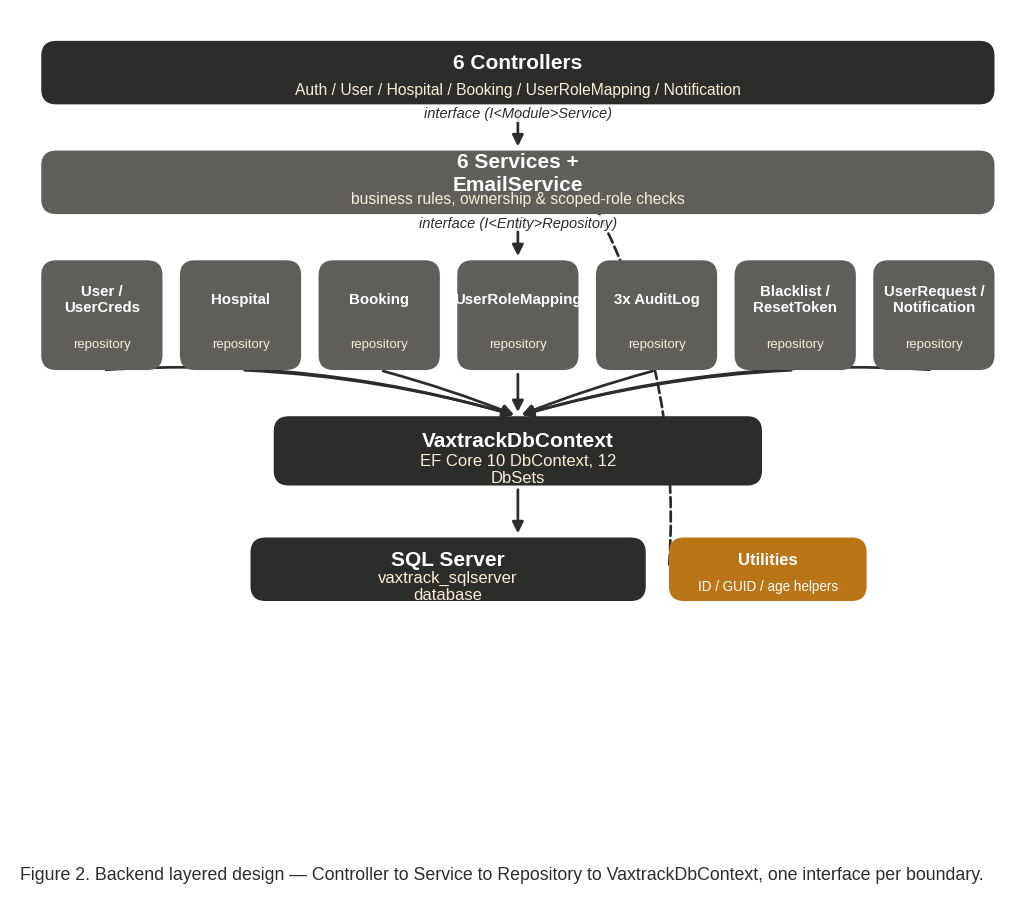 6 Controllers
Auth / User / Hospital / Booking / UserRoleMapping / Notification
interface (I<Module>Service)
6 Services +
EmailService
business rules, ownership & scoped-role checks
interface (I<Entity>Repository)
User /
UserCreds
repository
Hospital
repository
Booking
repository
UserRoleMapping
repository
3x AuditLog
repository
Blacklist /
ResetToken
repository
UserRequest /
Notification
repository
VaxtrackDbContext
EF Core 10 DbContext, 12
DbSets
SQL Server
vaxtrack_sqlserver
database
Utilities
ID / GUID / age helpers
Figure 2. Backend layered design — Controller to Service to Repository to VaxtrackDbContext, one interface per boundary.